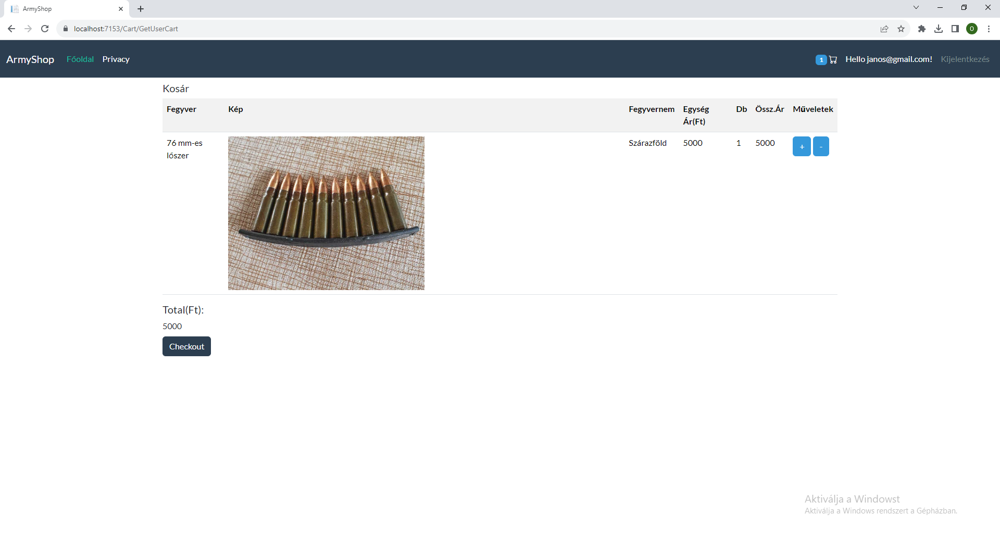 ArmyShop
localhost:7153/Cart/GetUserCart
O
ArmyShop Főoldal Privacy 1 Hello janos@gmail.com! Kijelentkezés
Kosár
Fegyver Kép Fegyvernem Egység Ár(Ft) Db Össz.Ár Műveletek
76 mm-es
lőszer
Szárazföld 5000 1 5000 + -
Total(Ft):
5000
Checkout
Aktiválja a Windowst
Aktiválja a Windows rendszert a Gépházban.